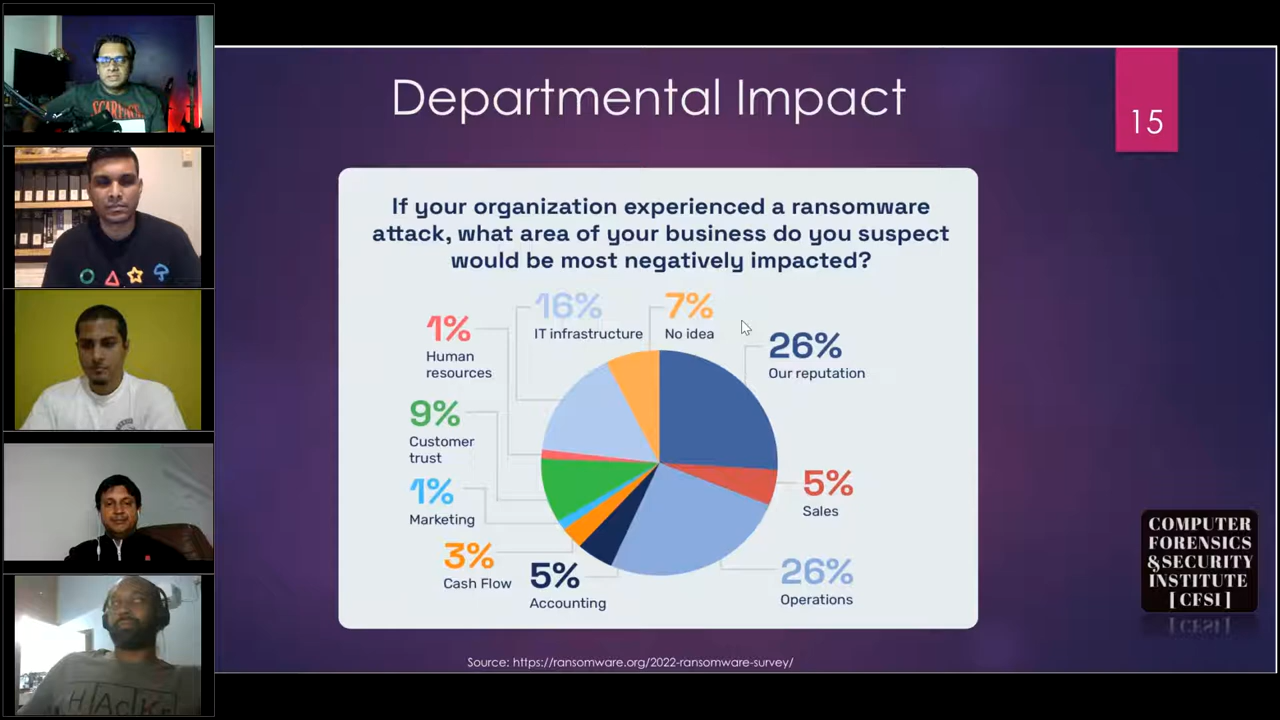 Departmental Impact
15
If your organization experienced a ransomware
attack, what area of your business do you suspect
would be most negatively impacted?
16%
IT infrastructure
7%
No idea
1%
Human
resources
26%
Our reputation
9%
Customer
trust
5%
Sales
1%
Marketing
3%
Cash Flow
5%
Accounting
26%
Operations
COMPUTER
FORENSICS
&SECURITY
INSTITUTE
[ CFSI ]
Source: https://ransomware.org/2022-ransomware-survey/
SCARFACE